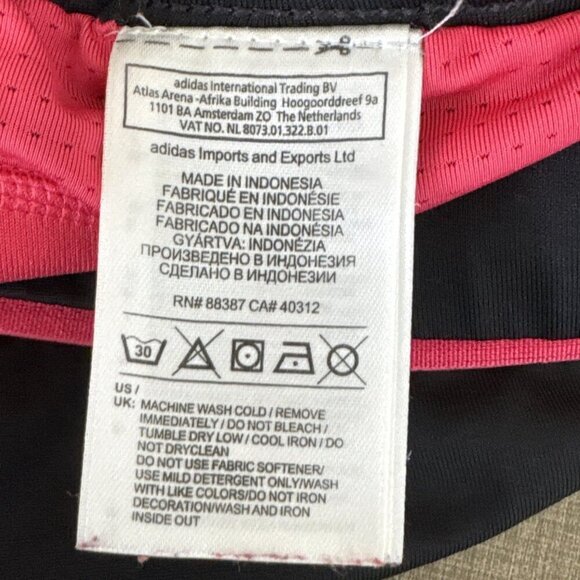 adidas International Trading BV
Atlas Arena -Afrika Building Hoogoorddreef 9a
1101 BA Amsterdam ZO The Netherlands
VAT NO. NL 8073.01.322.B.01
adidas Imports and Exports Ltd
MADE IN INDONESIA
FABRIQUÉ EN INDONÉSIE
FABRICADO EN INDONESIA
FABRICADO NA INDONÉSIA
GYÁRTVA: INDONÉZIA
ПРОИЗВЕДЕНО В ИНДОНЕЗИЯ
СДЕЛАНО В ИНДОНЕЗИИ
RN# 88387 CA# 40312
30
US /
UK: MACHINE WASH COLD / REMOVE
IMMEDIATELY / DO NOT BLEACH /
TUMBLE DRY LOW / COOL IRON / DO
NOT DRYCLEAN
DO NOT USE FABRIC SOFTENER/
USE MILD DETERGENT ONLY/WASH
WITH LIKE COLORS/DO NOT IRON
DECORATION/WASH AND IRON
INSIDE OUT